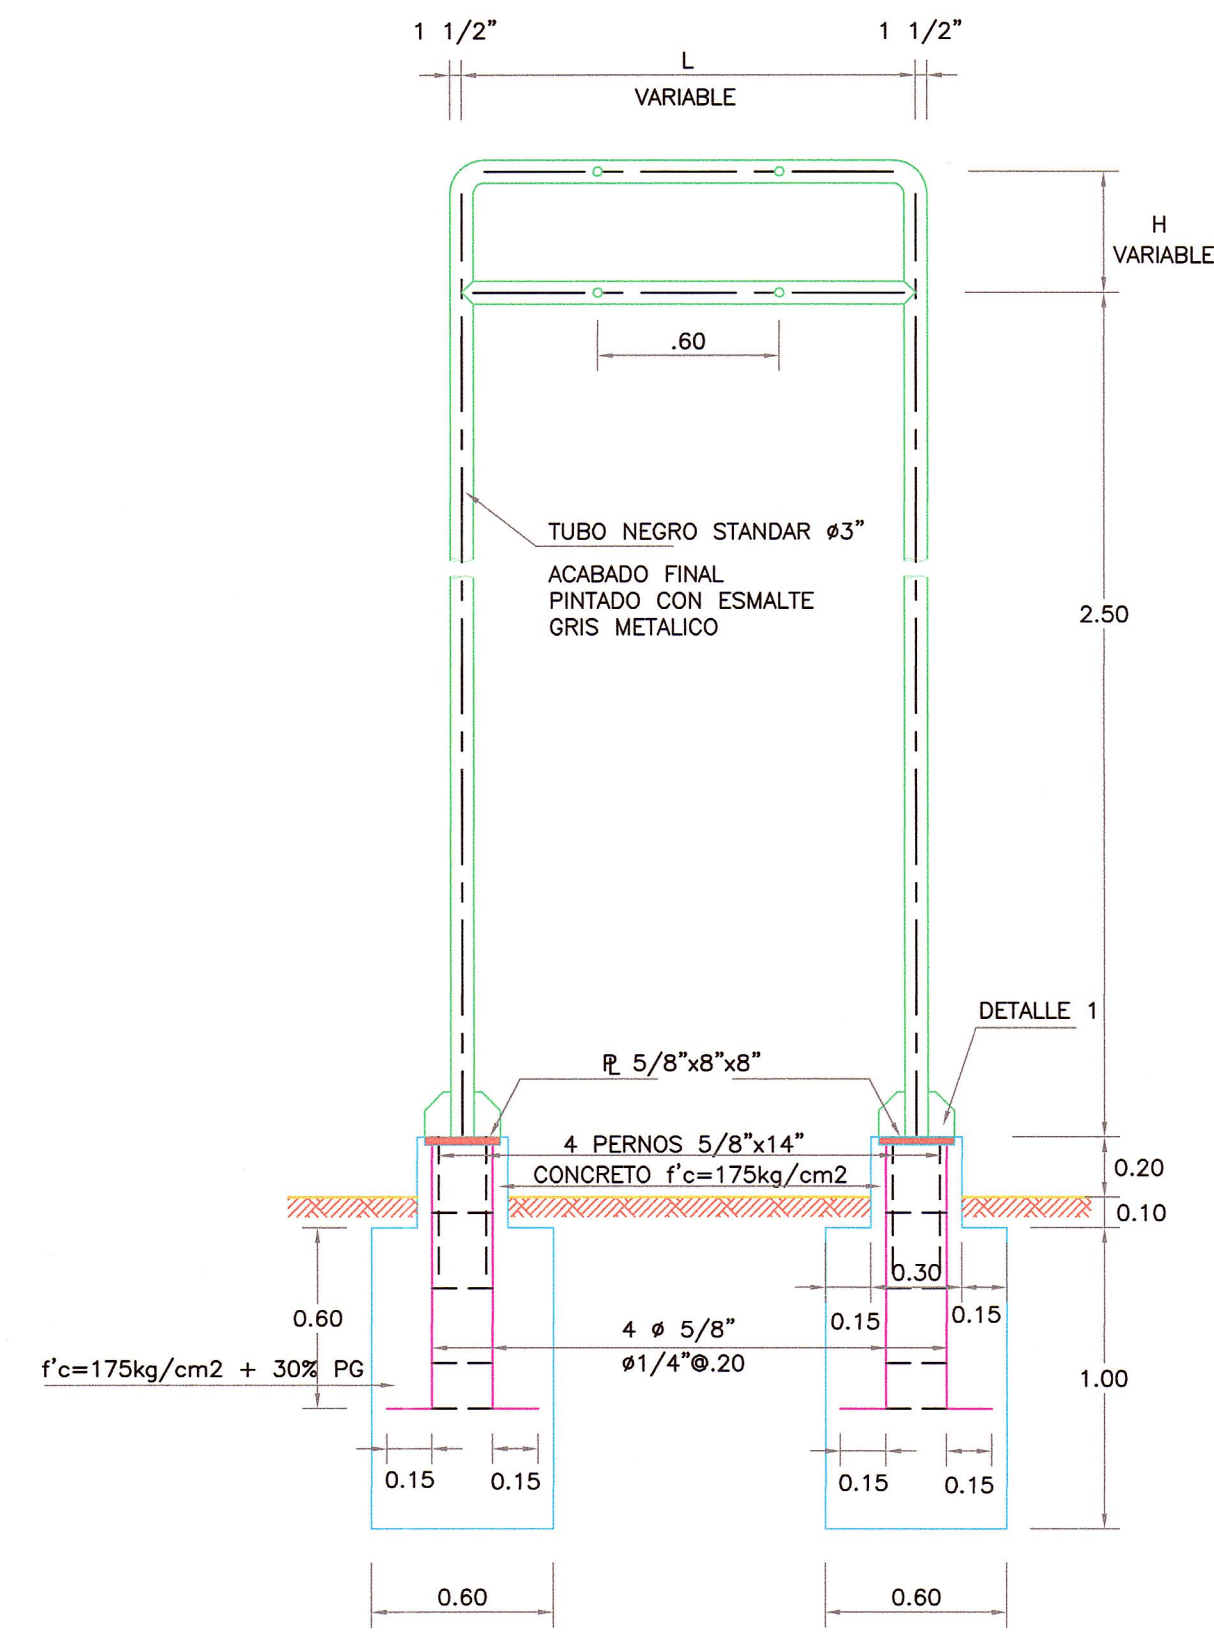 1 1/2” 1 1/2”
L
VARIABLE
H
VARIABLE
.60
TUBO NEGRO STANDAR ø3”
ACABADO FINAL
PINTADO CON ESMALTE
GRIS METALICO
2.50
DETALLE 1
PL 5/8”x8”x8”
4 PERNOS 5/8”x14”
CONCRETO f'c=175kg/cm2
0.20
0.10
0.30
0.60
0.15 0.15
4 ø 5/8”
ø1/4”@.20
f'c=175kg/cm2 + 30% PG
1.00
0.15 0.15 0.15 0.15
0.60 0.60